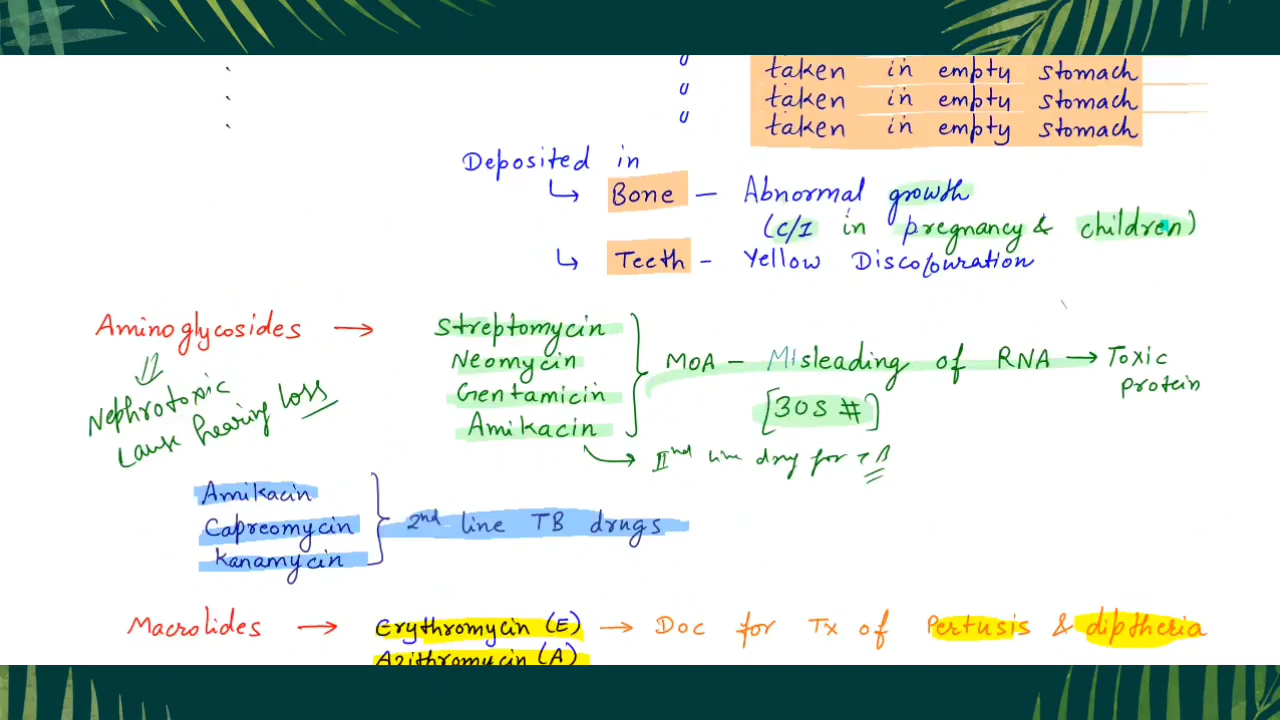 taken in empty stomach
taken in empty stomach
taken in empty stomach
Deposited in
Bone – Abnormal growth
(C/I in pregnancy & children)
Teeth – Yellow Discolouration
Aminoglycosides → Streptomycin
Neomycin
Gentamicin
Amikacin
MOA – Misleading of RNA → Toxic protein
[30S #]
Nephrotoxic
Cause hearing loss
IInd line drug for TB
Amikacin
Capreomycin
Kanamycin
2nd line TB drugs
Macrolides → Erythromycin (E) → Doc for Tx of Pertusis & diptheria
Azithromycin (A)